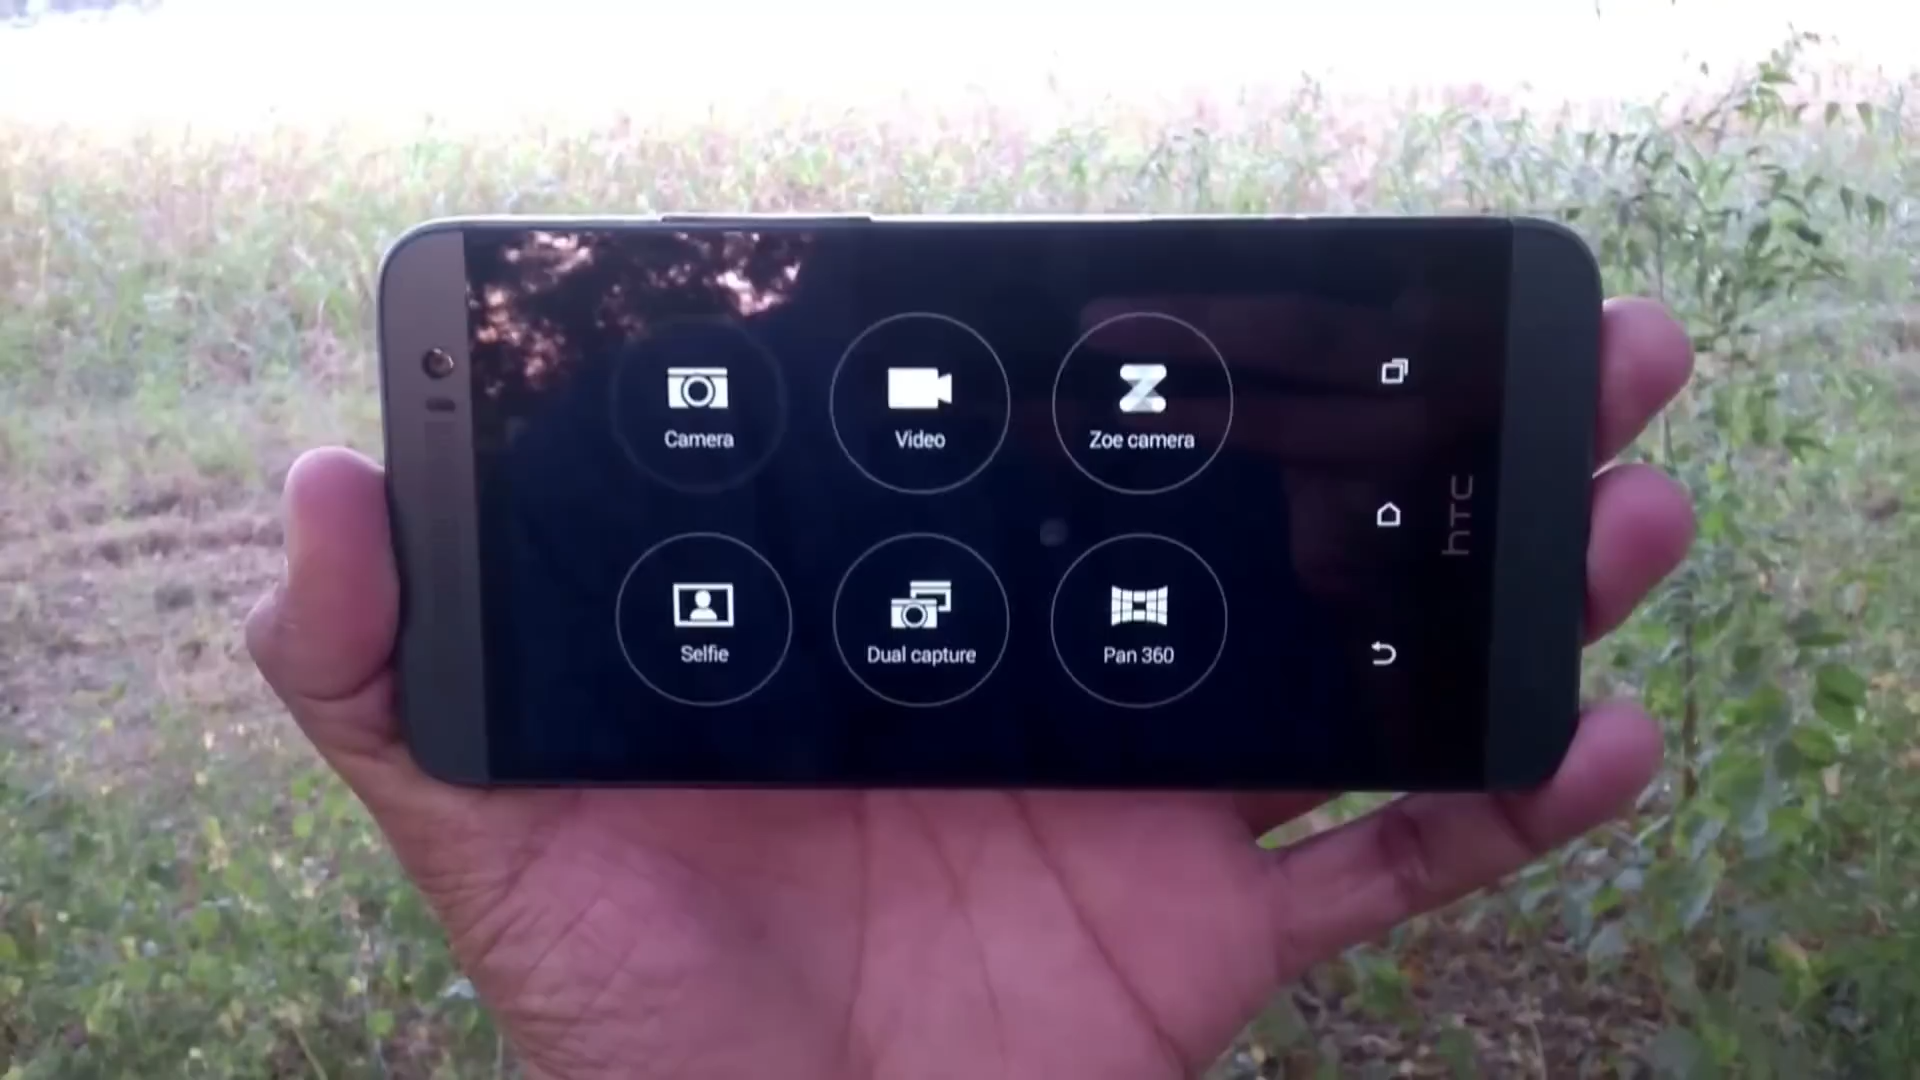 Camera
Video
Zoe camera
Selfie
Dual capture
Pan 360
hTC